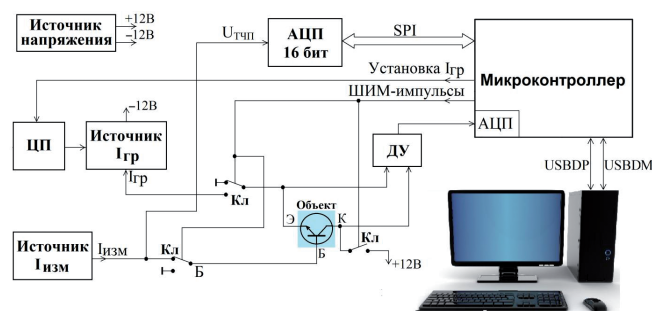 Источник
напряжения
+12В
−12В
UТЧП
АЦП
16 бит
SPI
Микроконтроллер
АЦП
Установка Iгр
ШИМ-импульсы
−12В
ЦП
Источник
Iгр
Iгр
Кл
ДУ
USBDP
USBDM
Объект
Э
К
Б
Кл
+12В
Источник
Iизм
Iизм
Кл
Б